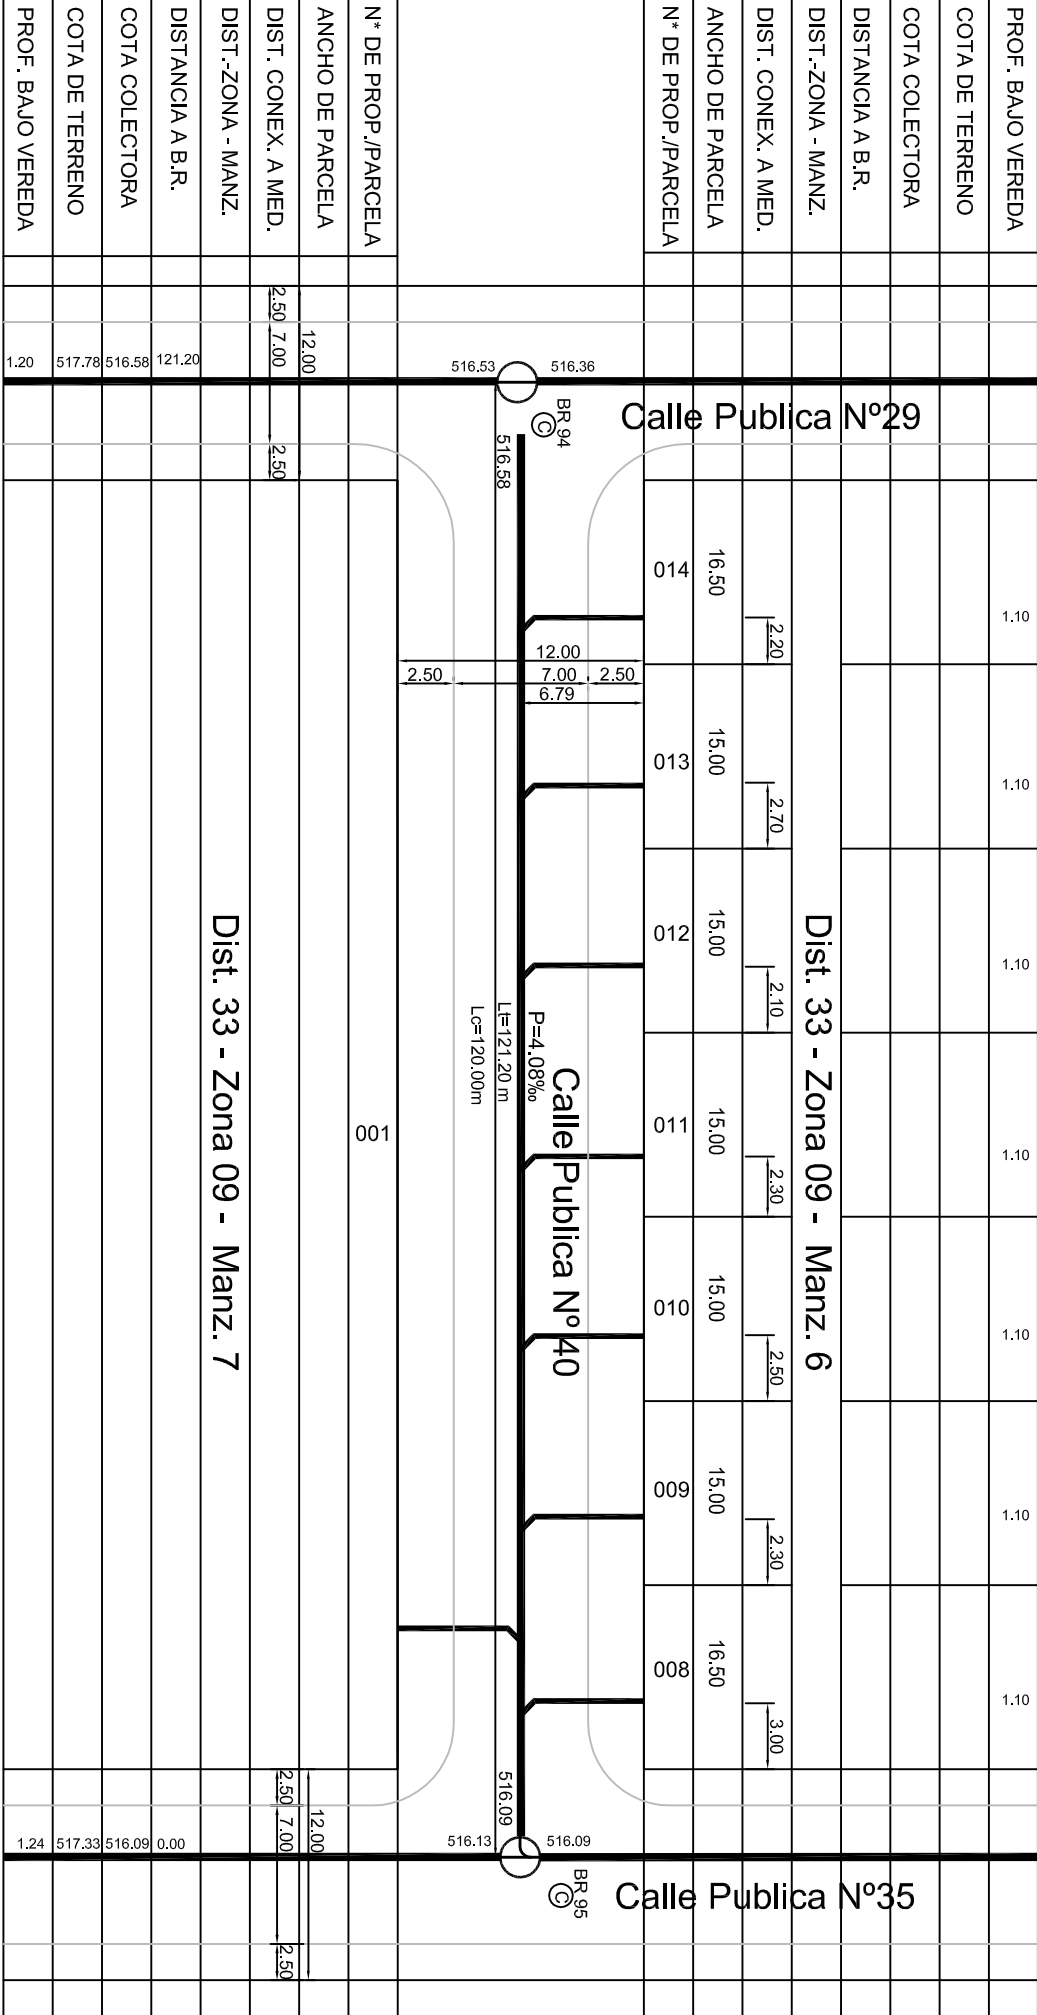 PROF. BAJO VEREDA
COTA DE TERRENO
COTA COLECTORA
DISTANCIA A B.R.
DIST.-ZONA - MANZ.
DIST. CONEX. A MED.
ANCHO DE PARCELA
N* DE PROP./PARCELA
N* DE PROP./PARCELA
ANCHO DE PARCELA
DIST. CONEX. A MED.
DIST.-ZONA - MANZ.
DISTANCIA A B.R.
COTA COLECTORA
COTA DE TERRENO
PROF. BAJO VEREDA
2.50
7.00
2.50
12.00
1.20
517.78
516.58
121.20
516.53
516.36
BR 94
C
516.58
Calle Publica Nº29
014
16.50
2.20
1.10
12.00
2.50
7.00
2.50
6.79
013
15.00
2.70
1.10
012
15.00
2.10
1.10
011
15.00
2.30
1.10
010
15.00
2.50
1.10
009
15.00
2.30
1.10
008
16.50
3.00
1.10
Dist. 33 - Zona 09 - Manz. 6
Calle Publica Nº 40
P=4.08‰
Lt=121.20 m
Lc=120.00m
001
Dist. 33 - Zona 09 - Manz. 7
2.50
7.00
2.50
12.00
1.24
517.33
516.09
0.00
516.13
516.09
516.09
BR 95
C
Calle Publica Nº35